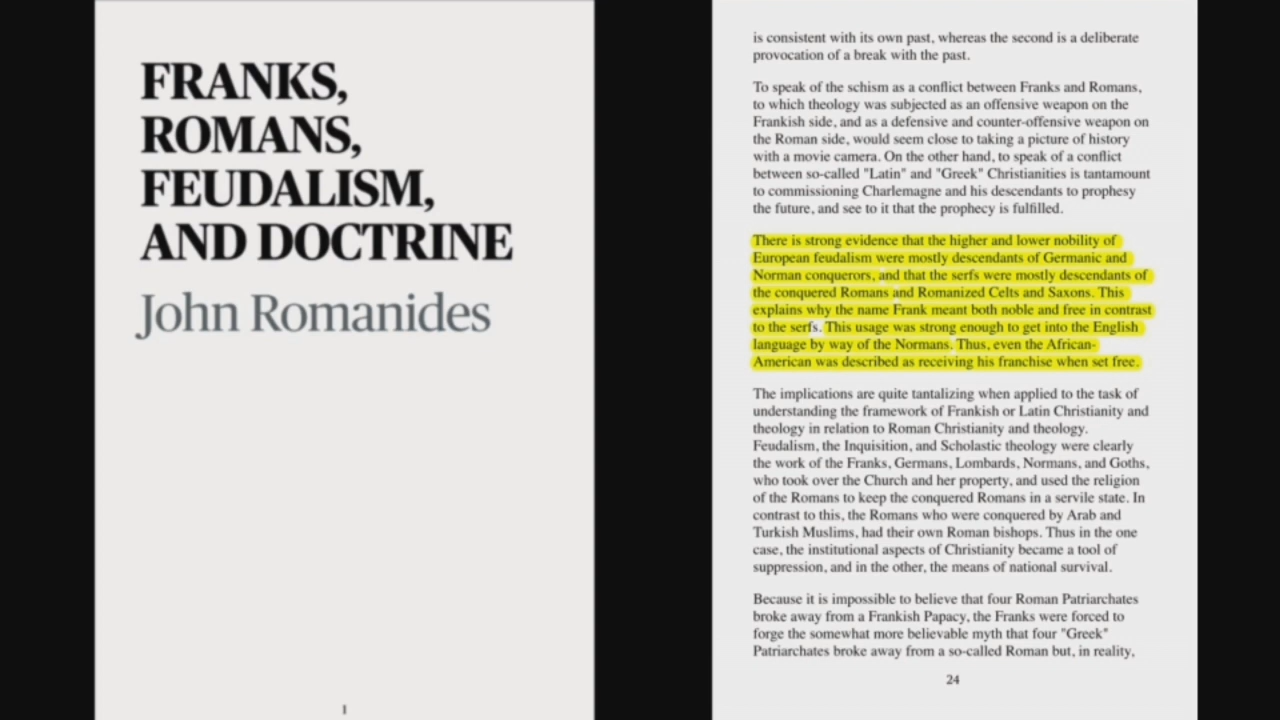 FRANKS,
ROMANS,
FEUDALISM,
AND DOCTRINE
John Romanides
1
is consistent with its own past, whereas the second is a deliberate
provocation of a break with the past.
To speak of the schism as a conflict between Franks and Romans,
to which theology was subjected as an offensive weapon on the
Frankish side, and as a defensive and counter-offensive weapon on
the Roman side, would seem close to taking a picture of history
with a movie camera. On the other hand, to speak of a conflict
between so-called "Latin" and "Greek" Christianities is tantamount
to commissioning Charlemagne and his descendants to prophesy
the future, and see to it that the prophecy is fulfilled.
There is strong evidence that the higher and lower nobility of
European feudalism were mostly descendants of Germanic and
Norman conquerors, and that the serfs were mostly descendants of
the conquered Romans and Romanized Celts and Saxons. This
explains why the name Frank meant both noble and free in contrast
to the serfs. This usage was strong enough to get into the English
language by way of the Normans. Thus, even the African-
American was described as receiving his franchise when set free.
The implications are quite tantalizing when applied to the task of
understanding the framework of Frankish or Latin Christianity and
theology in relation to Roman Christianity and theology.
Feudalism, the Inquisition, and Scholastic theology were clearly
the work of the Franks, Germans, Lombards, Normans, and Goths,
who took over the Church and her property, and used the religion
of the Romans to keep the conquered Romans in a servile state. In
contrast to this, the Romans who were conquered by Arab and
Turkish Muslims, had their own Roman bishops. Thus in the one
case, the institutional aspects of Christianity became a tool of
suppression, and in the other, the means of national survival.
Because it is impossible to believe that four Roman Patriarchates
broke away from a Frankish Papacy, the Franks were forced to
forge the somewhat more believable myth that four "Greek"
Patriarchates broke away from a so-called Roman but, in reality,
24